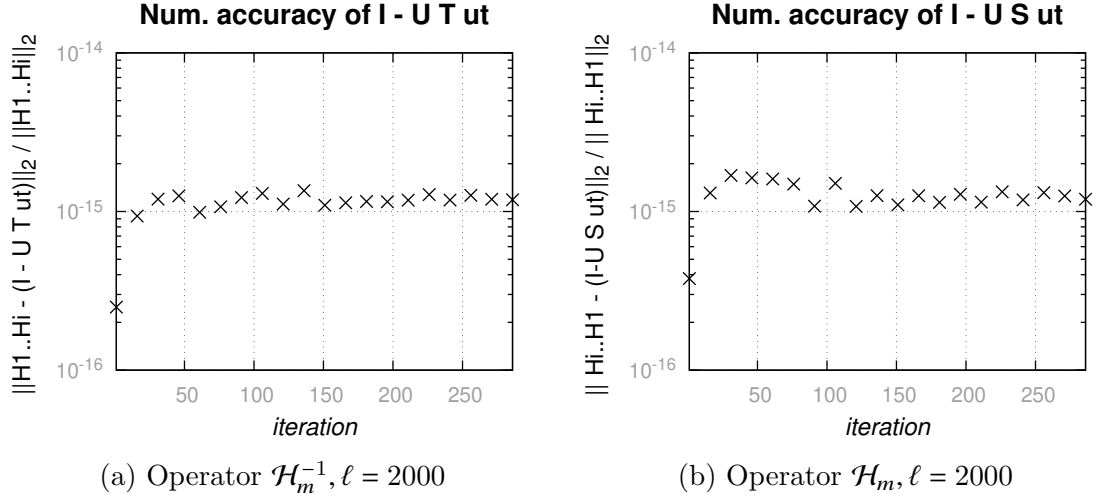 Num. accuracy of I - U T ut
||H1..Hi - (I - U T ut)||2 / ||H1..Hi||2
10-14
10-15
10-16
50 100 150 200 250
iteration
(a) Operator ℋm−1, ℓ = 2000
Num. accuracy of I - U S ut
|| Hi..H1 - (I-U S ut)||2 / || Hi..H1||2
10-14
10-15
10-16
50 100 150 200 250
iteration
(b) Operator ℋm, ℓ = 2000